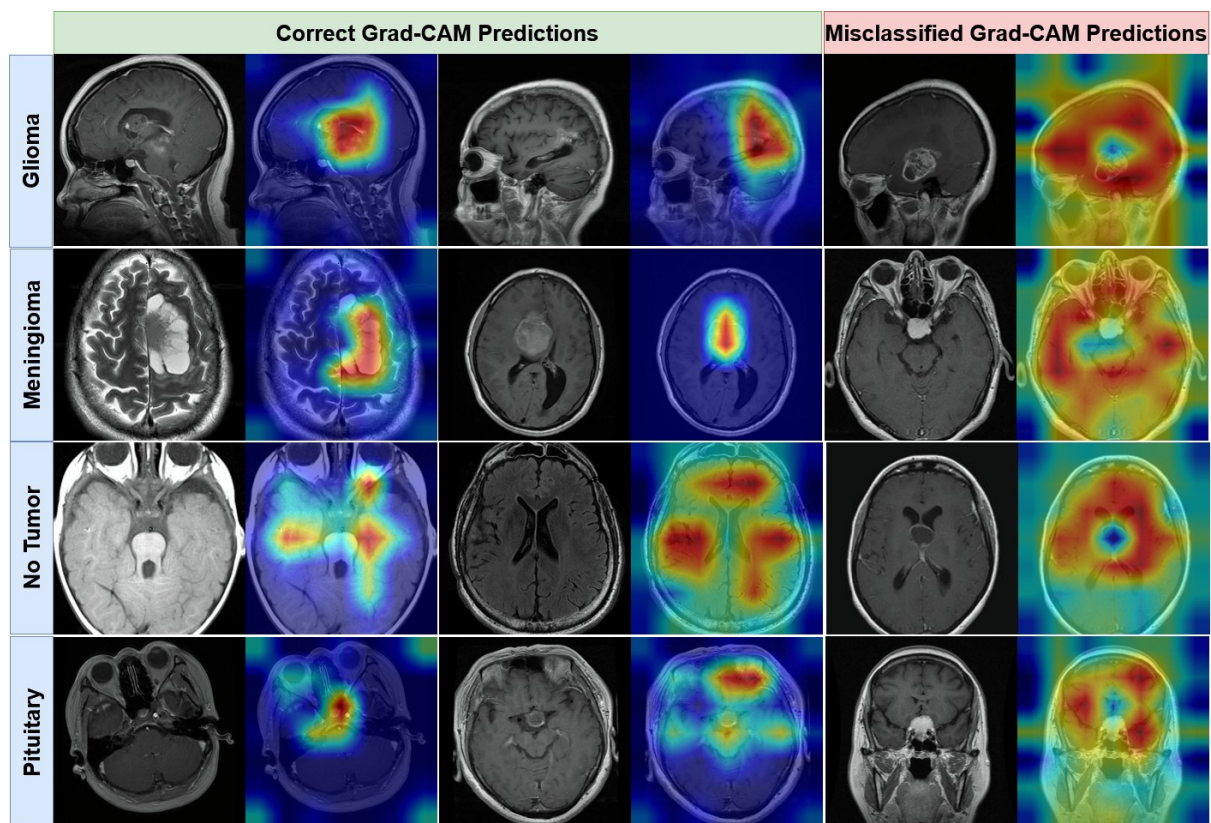 Correct Grad-CAM Predictions
Misclassified Grad-CAM Predictions
Glioma
Meningioma
No Tumor
Pituitary